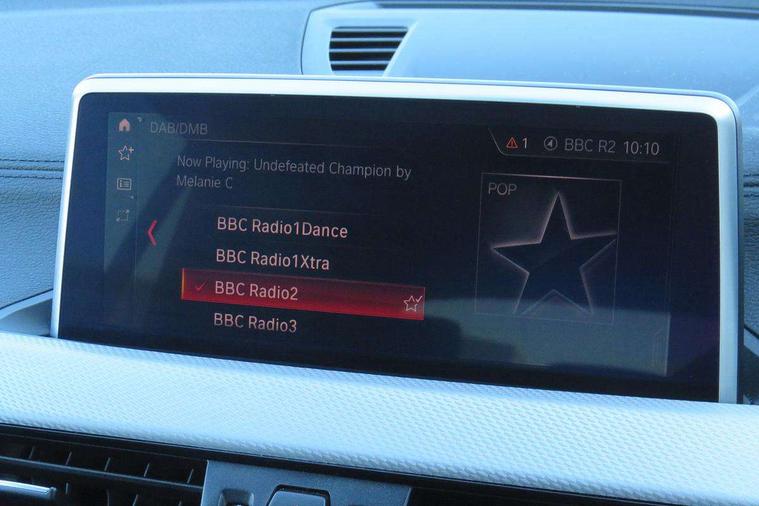 DAB/DMB
1 BBC R2 10:10
Now Playing: Undefeated Champion by
Melanie C
POP
BBC Radio1Dance
BBC Radio1Xtra
BBC Radio2
BBC Radio3